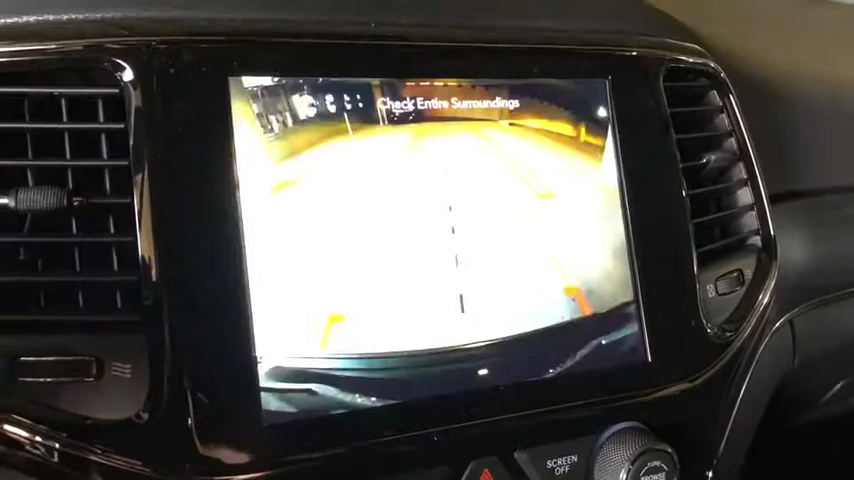 Check Entire Surroundings
SCREEN
OFF
TUNE
BROWSE